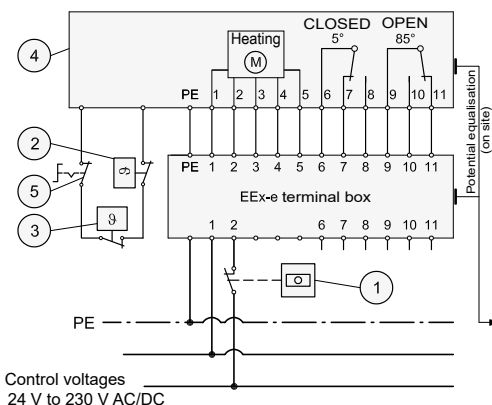 CLOSED OPEN
5° 85°
Heating
M
4
PE 1 2 3 4 5 6 7 8 9 10 11
Potential equalisation
(on site)
2
ϑ
5
3
ϑ
PE 1 2 3 4 5 6 7 8 9 10 11
EEx-e terminal box
1 2 6 7 8 9 10 11
1
PE
Control voltages
24 V to 230 V AC/DC